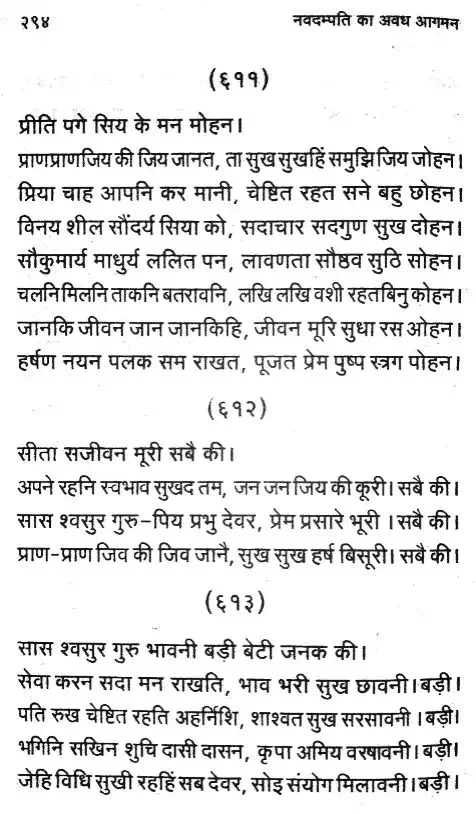 २९४
नवदम्पति का अबध आगमन
(६११)
प्रीति पगे सिय के मन मोहन।
प्राणप्राणजिय की जिय जानत, ता सुख सुखहिं समुझि जिय जोहन।
प्रिया चाह आपनि कर मानी, चेष्टित रहत सने बहु छोहन।
विनय शील सौंदर्य सिया को, सदाचार सदगुण सुख दोहन।
सौकुमार्य माधुर्य ललित पन, लावणता सौष्ठव सुठि सोहन।
चलनि मिलनि ताकनि बतरावनि, लखि लखि वशी रहत बिनु कोहन।
जानकि जीवन जान जानकिहि, जीवन मूरि सुधा रस ओहन।
हर्षण नयन पलक सम राखत, पूजत प्रेम पुष्प स्त्रग पोहन।
(६१२)
सीता सजीवन मूरी सबै की।
अपने रहनि स्वभाव सुखद तम, जन जन जिय की कूरी। सबै की।
सास श्वसुर गुरु-पिय प्रभु देवर, प्रेम प्रसारे भूरी । सबै की।
प्राण-प्राण जिव की जिव जानै, सुख सुख हर्ष बिसूरी। सबै की।
(६१३)
सास श्वसुर गुरु भावनी बड़ी बेटी जनक की।
सेवा करन सदा मन राखति, भाव भरी सुख छावनी। बड़ी।
पति रुख चेष्टित रहति अहर्निशि, शाश्वत सुख सरसावनी । बड़ी।
भगिनि सखिन शुचि दासी दासन, कृपा अमिय वरषावनी। बड़ी।
जेहि विधि सुखी रहहिं सब देवर, सोइ संयोग मिलावनी। बड़ी।